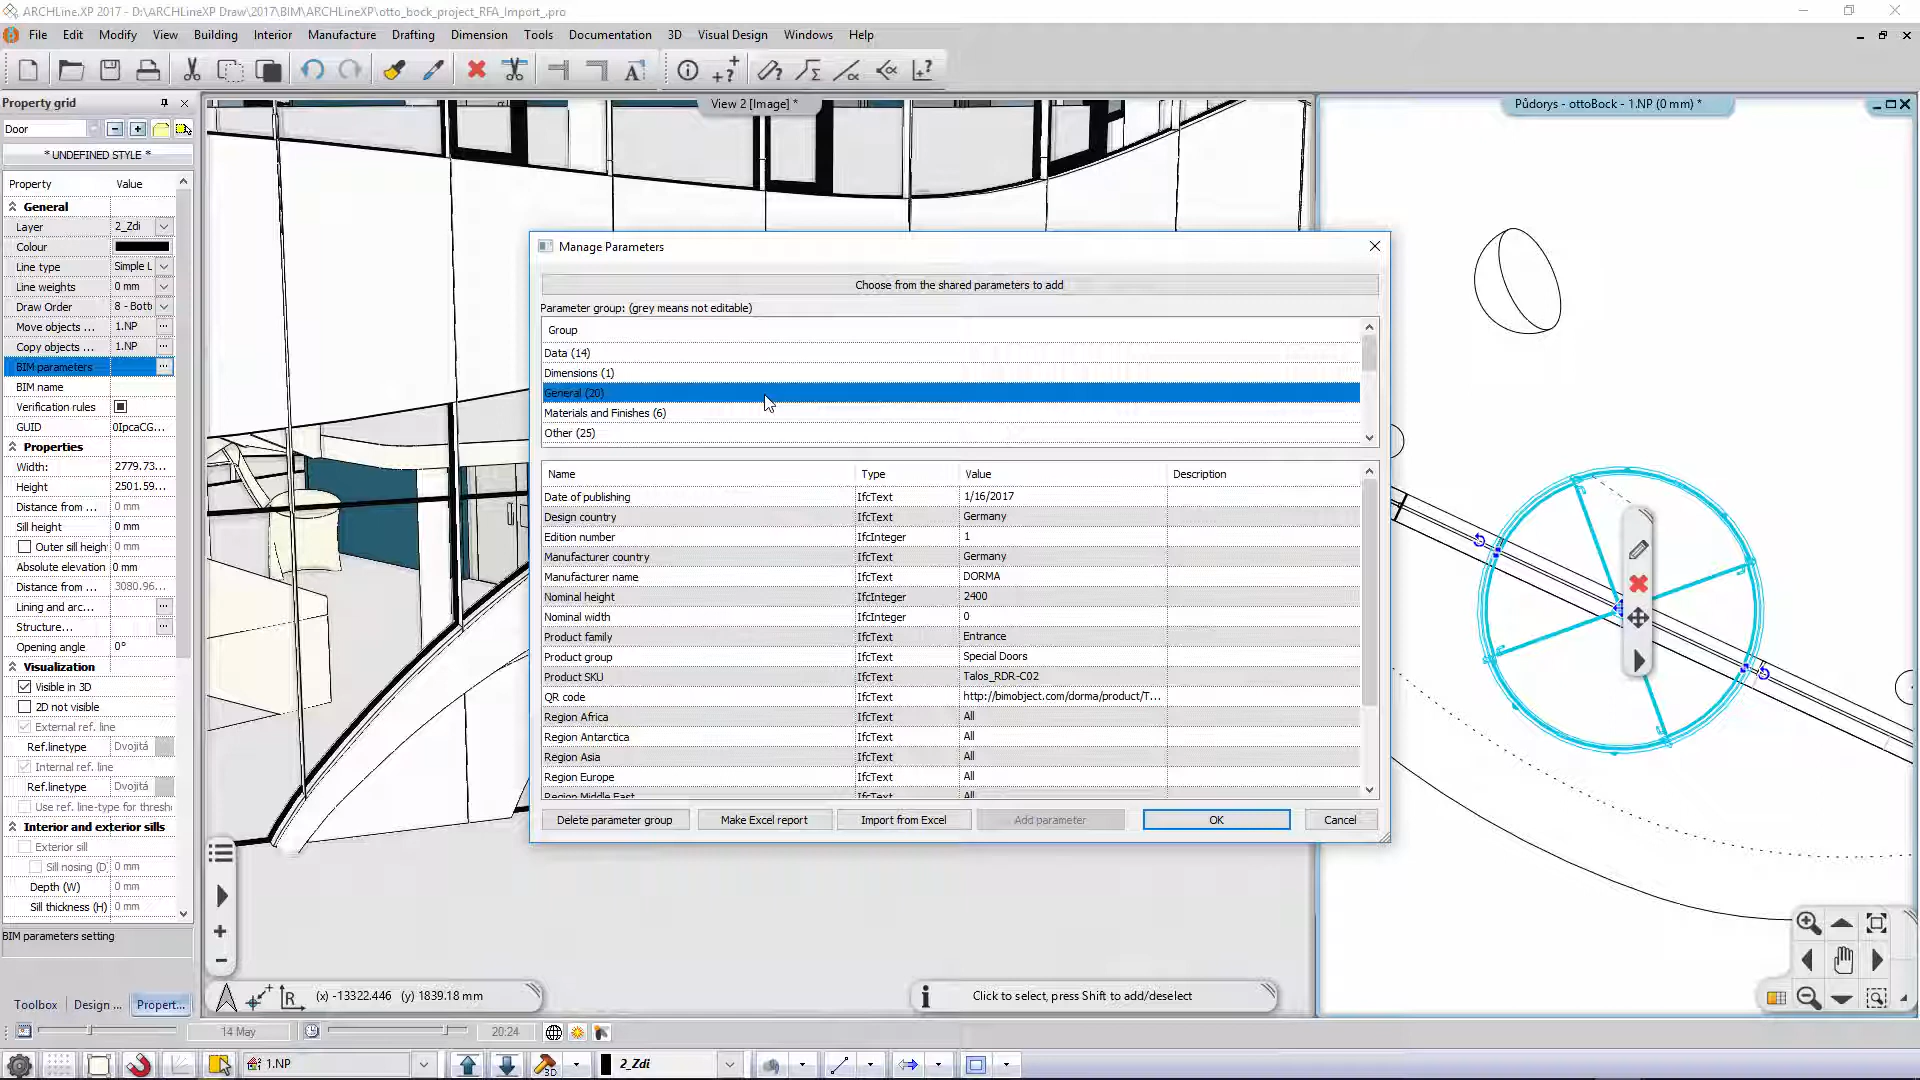 ARCHLine.XP 2017 - D:\ARCHLineXP Draw\2017\BIM\ARCHLineXP\otto_bock_project_RFA_Import_.pro
File Edit Modify View Building Interior Manufacture Drafting Dimension Tools Documentation 3D Visual Design Windows Help
Property grid
View 2 [Image] *
Půdorys - ottoBock - 1.NP (0 mm) *
Door
* UNDEFINED STYLE *
Property Value
General
Layer 2_Zdi
Colour
Line type Simple L
Line weights 0 mm
Draw Order 8 - Bott
Move objects ... 1.NP ...
Copy objects ... 1.NP ...
BIM parameters ...
BIM name
Verification rules
GUID 0IpcaCG...
Properties
Width: 2779.73...
Height 2501.59...
Distance from ... 0 mm
Sill height 0 mm
Outer sill heigh 0 mm
Absolute elevation 0 mm
Distance from ... 3080.96...
Lining and arc... ...
Structure... ...
Opening angle 0°
Visualization
Visible in 3D
2D not visible
External ref. line
Ref.linetype Dvojitá
Internal ref. line
Ref.linetype Dvojitá
Use ref. line-type for thresh
Interior and exterior sills
Exterior sill
Sill nosing (D 0 mm
Depth (W) 0 mm
Sill thickness (H) 0 mm
BIM parameters setting
Toolbox Design ... Propert...
Manage Parameters
Choose from the shared parameters to add
Parameter group: (grey means not editable)
Group
Data (14)
Dimensions (1)
General (20)
Materials and Finishes (6)
Other (25)
Name Type Value Description
Date of publishing IfcText 1/16/2017
Design country IfcText Germany
Edition number IfcInteger 1
Manufacturer country IfcText Germany
Manufacturer name IfcText DORMA
Nominal height IfcInteger 2400
Nominal width IfcInteger 0
Product family IfcText Entrance
Product group IfcText Special Doors
Product SKU IfcText Talos_RDR-C02
QR code IfcText http://bimobject.com/dorma/product/T...
Region Africa IfcText All
Region Antarctica IfcText All
Region Asia IfcText All
Region Europe IfcText All
Region Middle East IfcText All
Delete parameter group Make Excel report Import from Excel Add parameter OK Cancel
R (x) -13322.446 (y) 1839.18 mm
Click to select, press Shift to add/deselect
14 May 20:24
1.NP 3D 2_Zdi